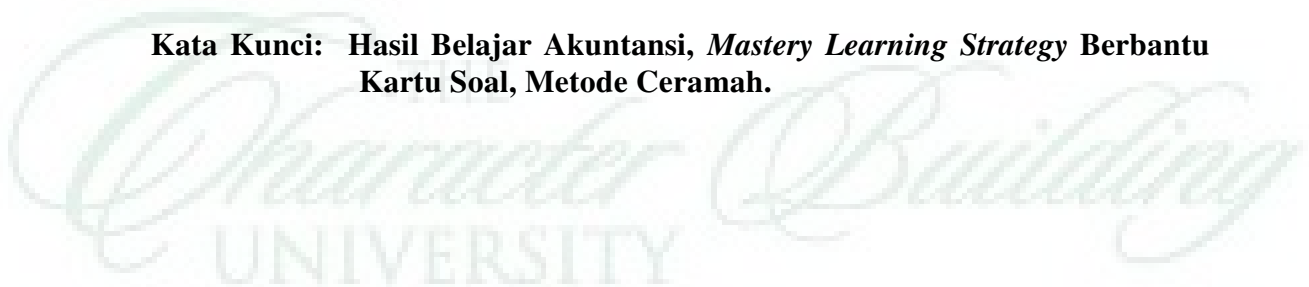 Kata Kunci: Hasil Belajar Akuntansi, Mastery Learning Strategy Berbantu
Kartu Soal, Metode Ceramah.
THE
Character Building
UNIVERSITY